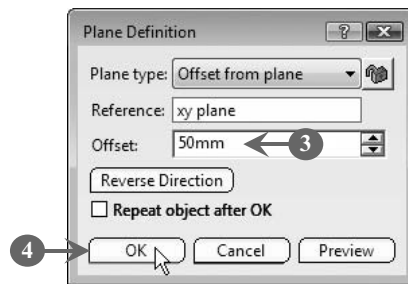 Plane Definition
Plane type: Offset from plane
Reference: xy plane
Offset: 50mm 3
Reverse Direction
Repeat object after OK
4 OK Cancel Preview